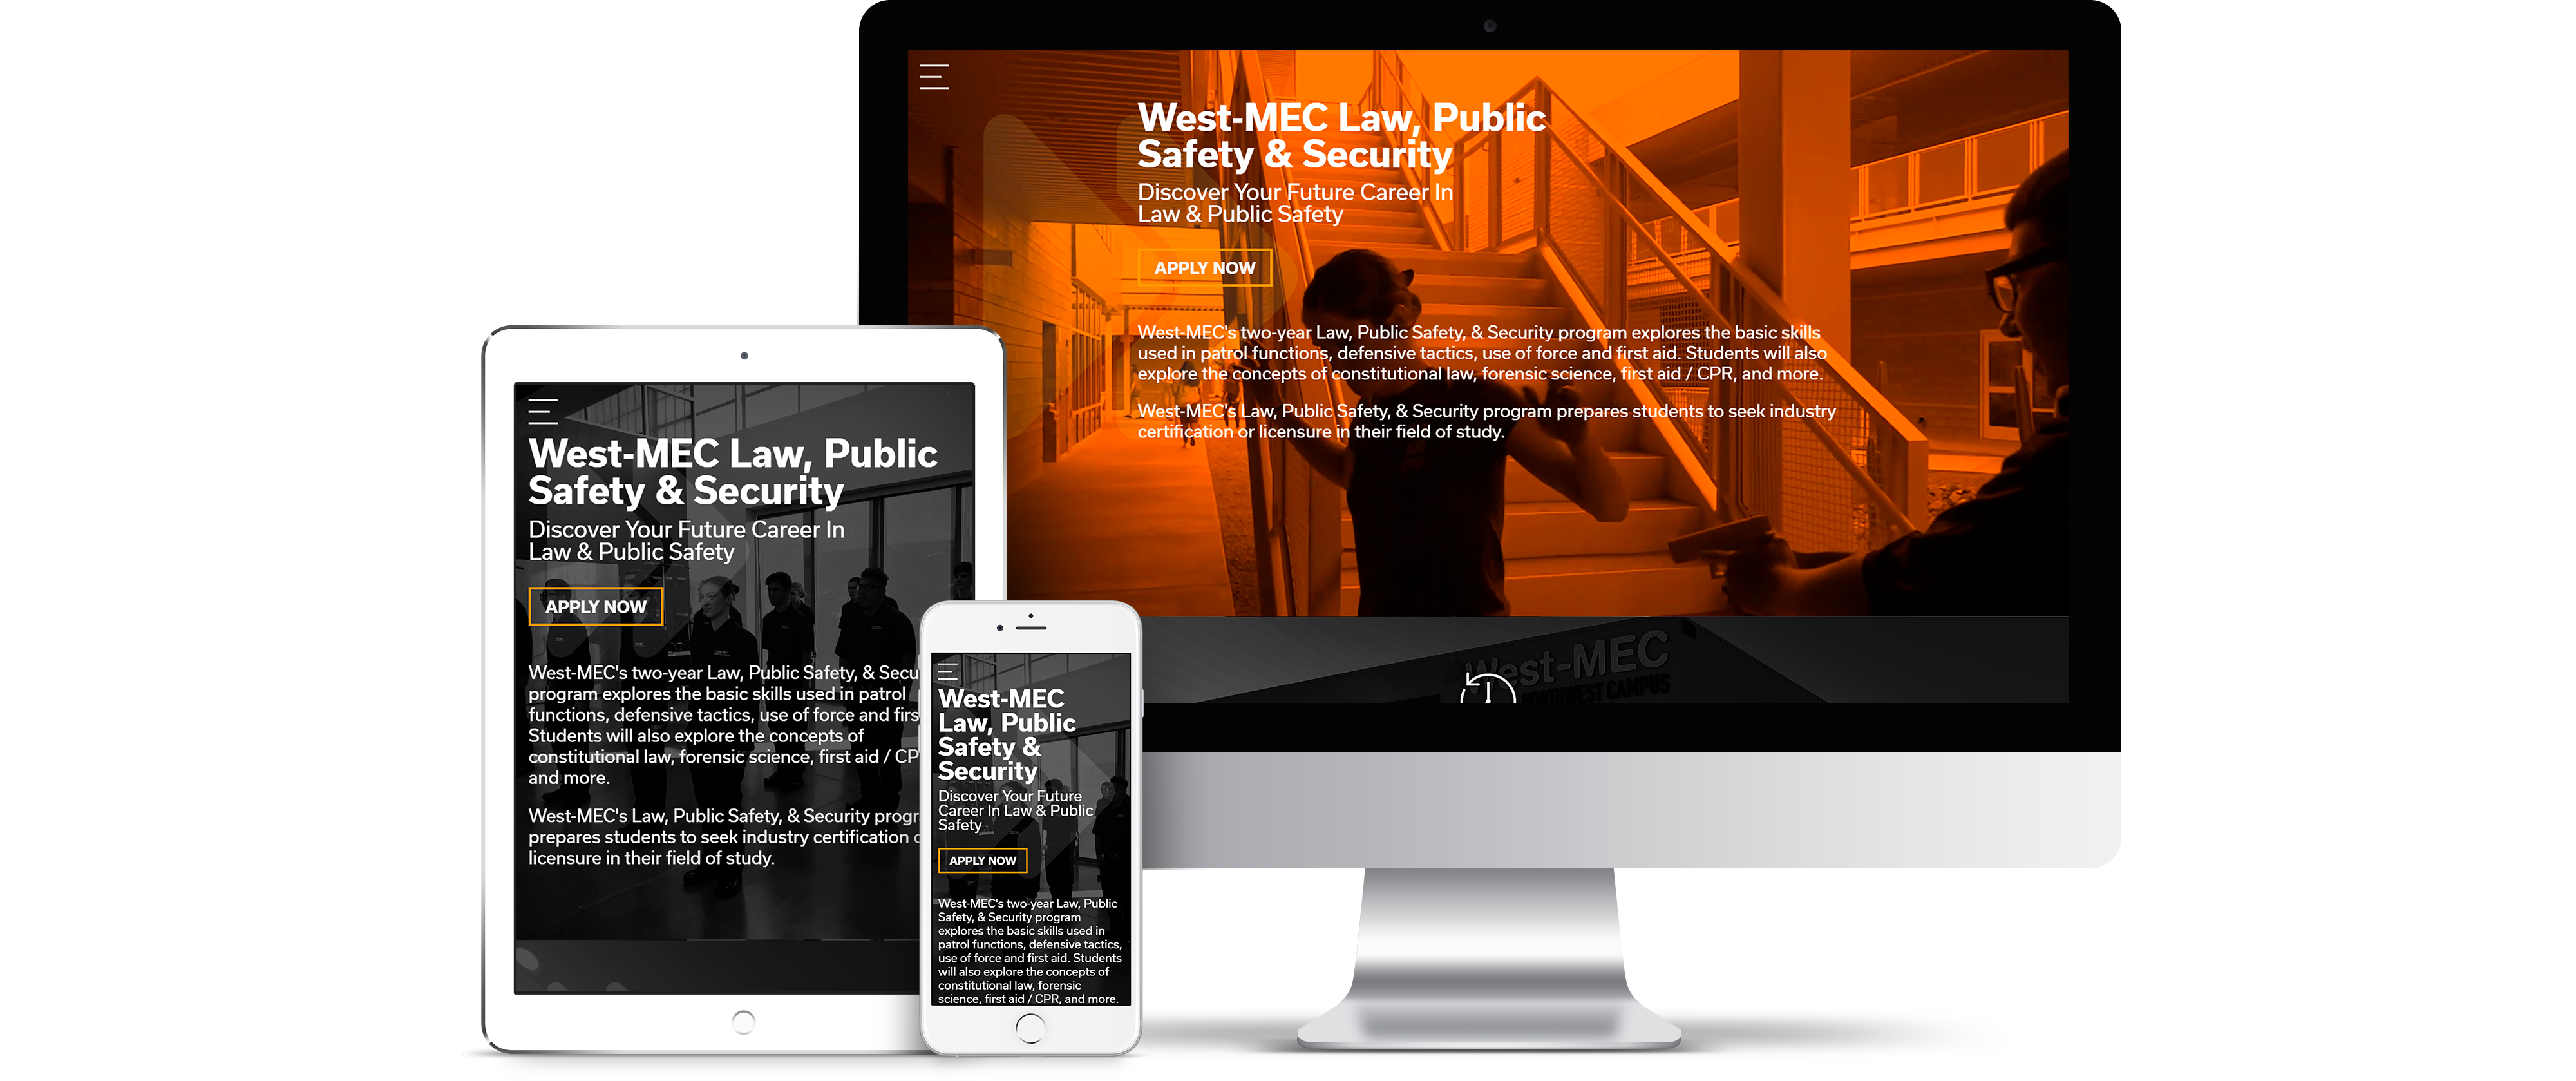 West-MEC Law, Public
Safety & Security
Discover Your Future Career In
Law & Public Safety
APPLY NOW
West-MEC's two-year Law, Public Safety, & Security program explores the basic skills
used in patrol functions, defensive tactics, use of force and first aid. Students will also
explore the concepts of constitutional law, forensic science, first aid / CPR, and more.
West-MEC's Law, Public Safety, & Security program prepares students to seek industry
certification or licensure in their field of study.
West-MEC
NORTHWEST CAMPUS
West-MEC Law, Public
Safety & Security
Discover Your Future Career In
Law & Public Safety
APPLY NOW
West-MEC's two-year Law, Public Safety, & Secu
program explores the basic skills used in patrol
functions, defensive tactics, use of force and firs
Students will also explore the concepts of
constitutional law, forensic science, first aid / CP
and more.
West-MEC's Law, Public Safety, & Security progr
prepares students to seek industry certification
licensure in their field of study.
West-MEC
Law, Public
Safety &
Security
Discover Your Future
Career In Law & Public
Safety
APPLY NOW
West-MEC's two-year Law, Public
Safety, & Security program
explores the basic skills used in
patrol functions, defensive tactics,
use of force and first aid. Students
will also explore the concepts of
constitutional law, forensic
science, first aid / CPR, and more.